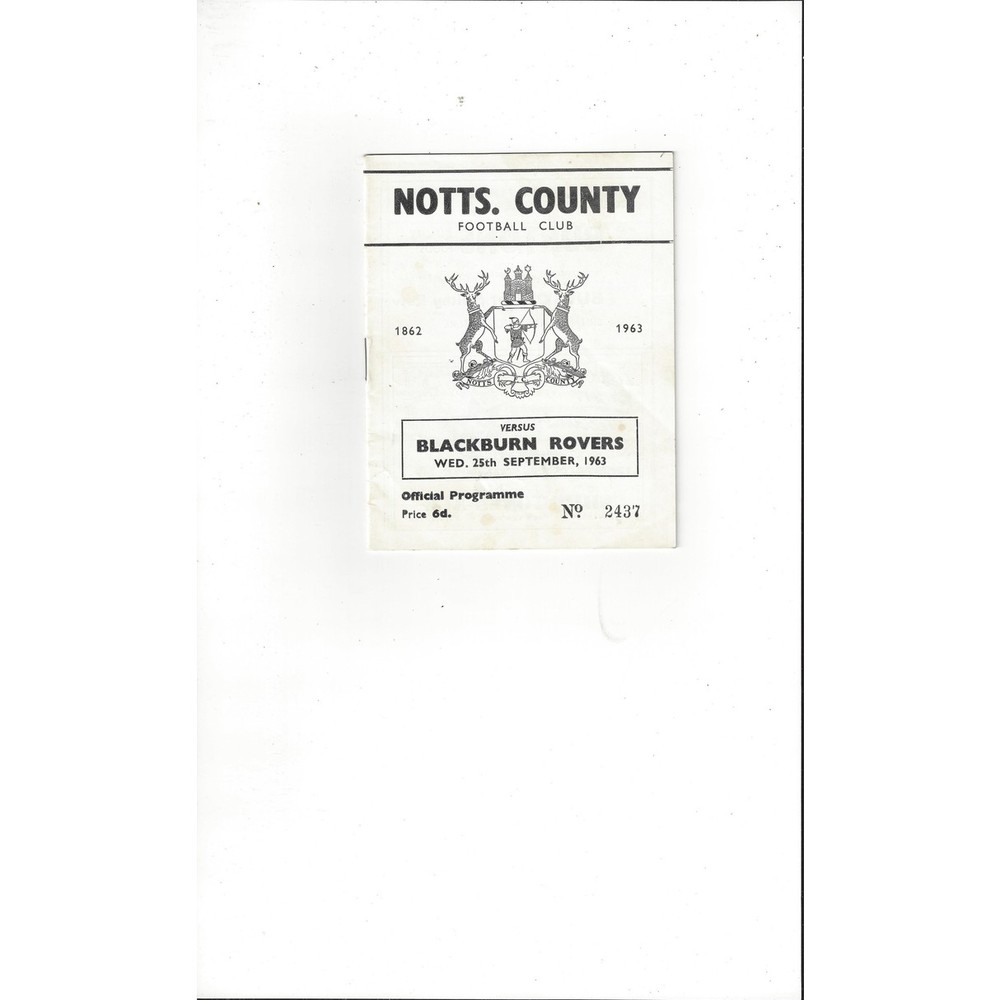 NOTTS. COUNTY
FOOTBALL CLUB
1862 1963
NOTTS COUNTY
VERSUS
BLACKBURN ROVERS
WED. 25th SEPTEMBER, 1963
Official Programme
Price 6d. Nº 2437